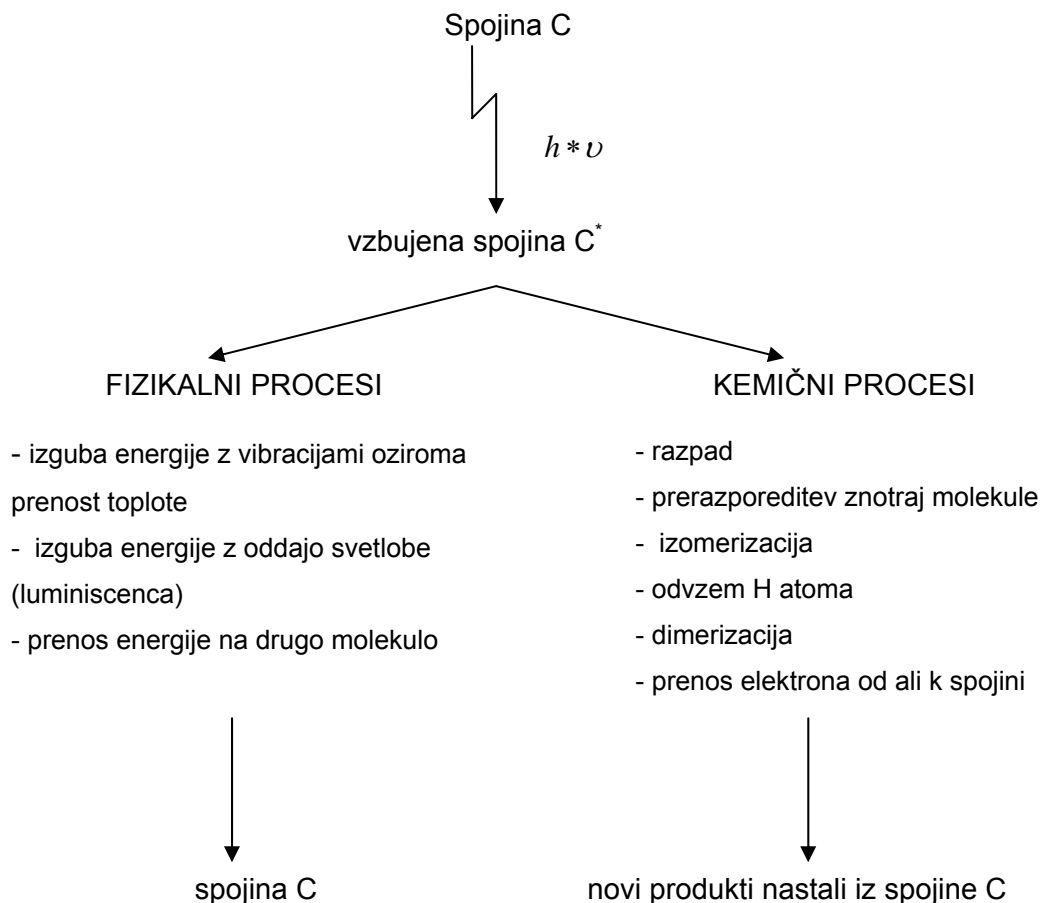 Spojina C
h * υ
vzbujena spojina C*
FIZIKALNI PROCESI
- izguba energije z vibracijami oziroma
prenost toplote
- izguba energije z oddajo svetlobe
(luminiscenca)
- prenos energije na drugo molekulo
spojina C
KEMIČNI PROCESI
- razpad
- prerazporeditev znotraj molekule
- izomerizacija
- odvzem H atoma
- dimerizacija
- prenos elektrona od ali k spojini
novi produkti nastali iz spojine C